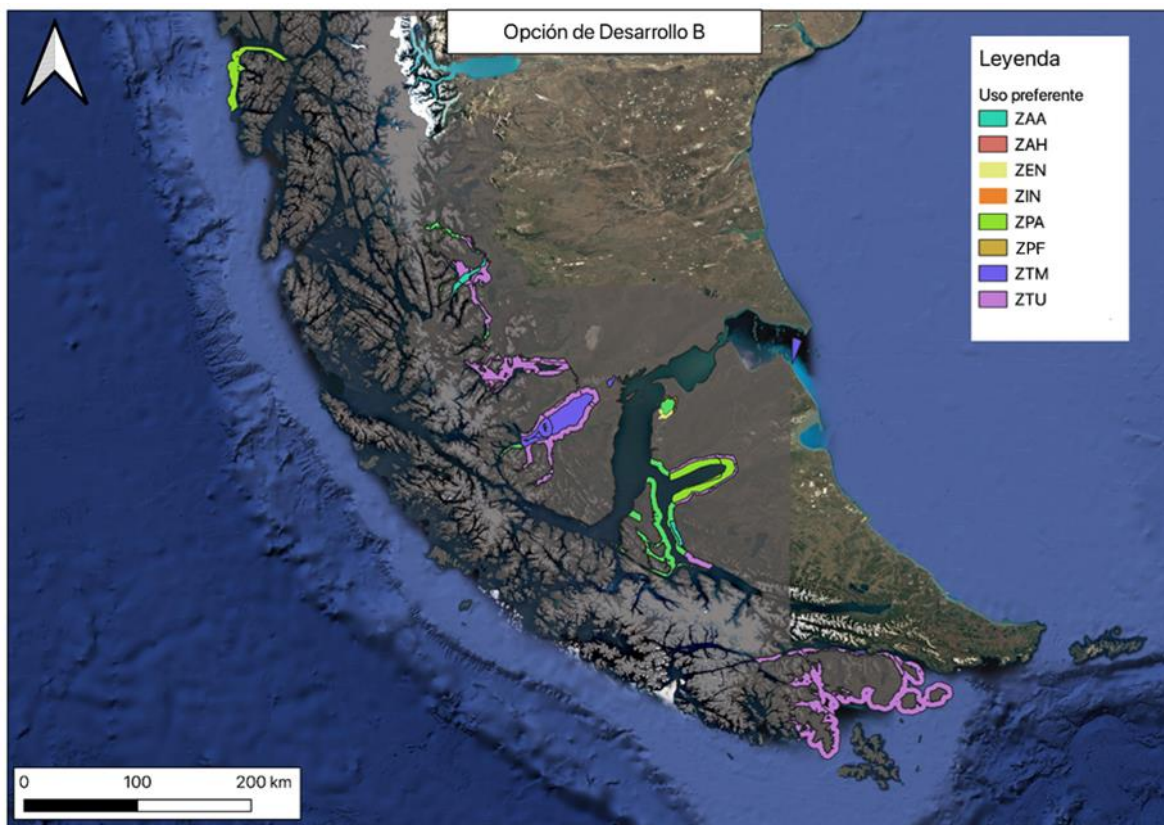 Opción de Desarrollo B
Leyenda
Uso preferente
ZAA
ZAH
ZEN
ZIN
ZPA
ZPF
ZTM
ZTU
0 100 200 km